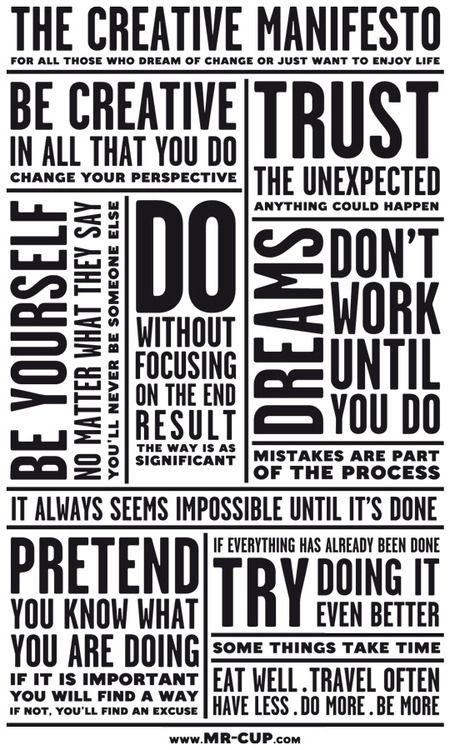 THE CREATIVE MANIFESTO
FOR ALL THOSE WHO DREAM OF CHANGE OR JUST WANT TO ENJOY LIFE
BE CREATIVE
IN ALL THAT YOU DO
CHANGE YOUR PERSPECTIVE
TRUST
THE UNEXPECTED
ANYTHING COULD HAPPEN
BE YOURSELF
NO MATTER WHAT THEY SAY
YOU'LL NEVER BE SOMEONE ELSE
DO
WITHOUT
FOCUSING
ON THE END
RESULT
THE WAY IS AS
SIGNIFICANT
DREAMS
DON'T
WORK
UNTIL
YOU DO
MISTAKES ARE PART
OF THE PROCESS
IT ALWAYS SEEMS IMPOSSIBLE UNTIL IT'S DONE
PRETEND
YOU KNOW WHAT
YOU ARE DOING
IF IT IS IMPORTANT
YOU WILL FIND A WAY
IF NOT, YOU'LL FIND AN EXCUSE
IF EVERYTHING HAS ALREADY BEEN DONE
TRY
DOING IT
EVEN BETTER
SOME THINGS TAKE TIME
EAT WELL.TRAVEL OFTEN
HAVE LESS.DO MORE.BE MORE
WWW.MR-CUP.COM